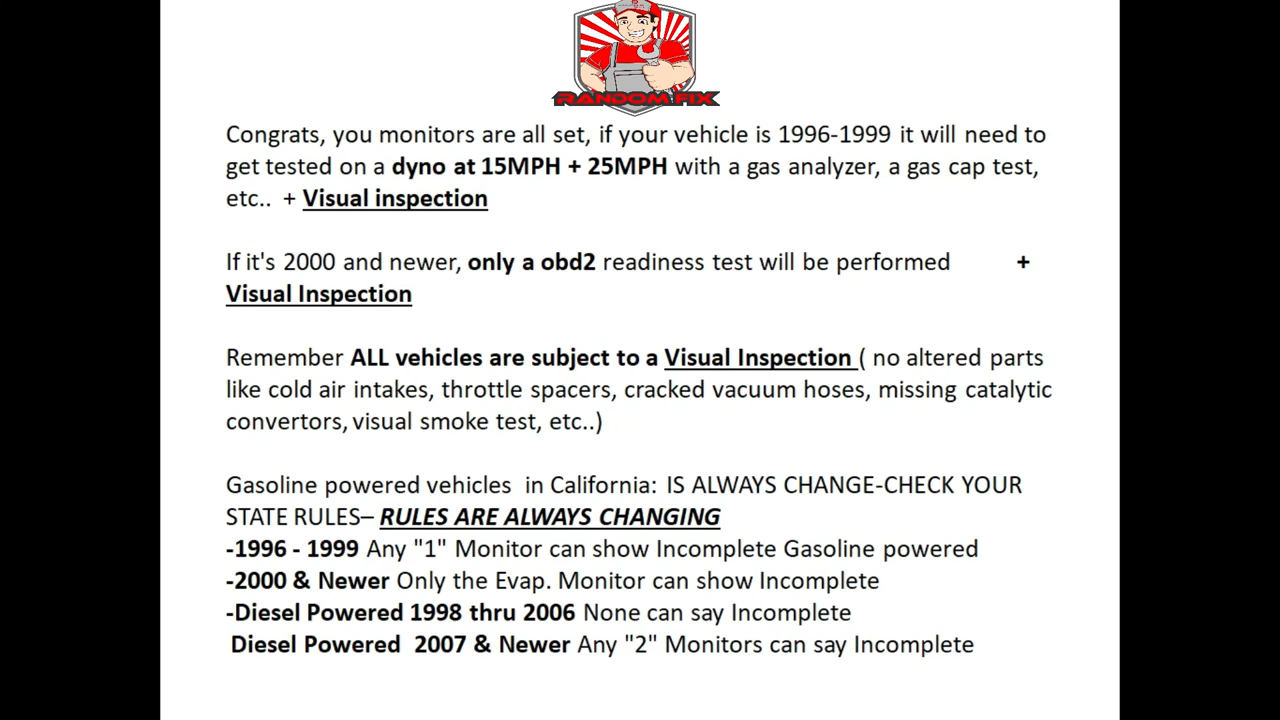 RANDOM FIX
Congrats, you monitors are all set, if your vehicle is 1996-1999 it will need to
get tested on a dyno at 15MPH + 25MPH with a gas analyzer, a gas cap test,
etc.. + Visual inspection
If it's 2000 and newer, only a obd2 readiness test will be performed +
Visual Inspection
Remember ALL vehicles are subject to a Visual Inspection ( no altered parts
like cold air intakes, throttle spacers, cracked vacuum hoses, missing catalytic
convertors, visual smoke test, etc..)
Gasoline powered vehicles in California: IS ALWAYS CHANGE-CHECK YOUR
STATE RULES– RULES ARE ALWAYS CHANGING
-1996 - 1999 Any "1" Monitor can show Incomplete Gasoline powered
-2000 & Newer Only the Evap. Monitor can show Incomplete
-Diesel Powered 1998 thru 2006 None can say Incomplete
Diesel Powered 2007 & Newer Any "2" Monitors can say Incomplete